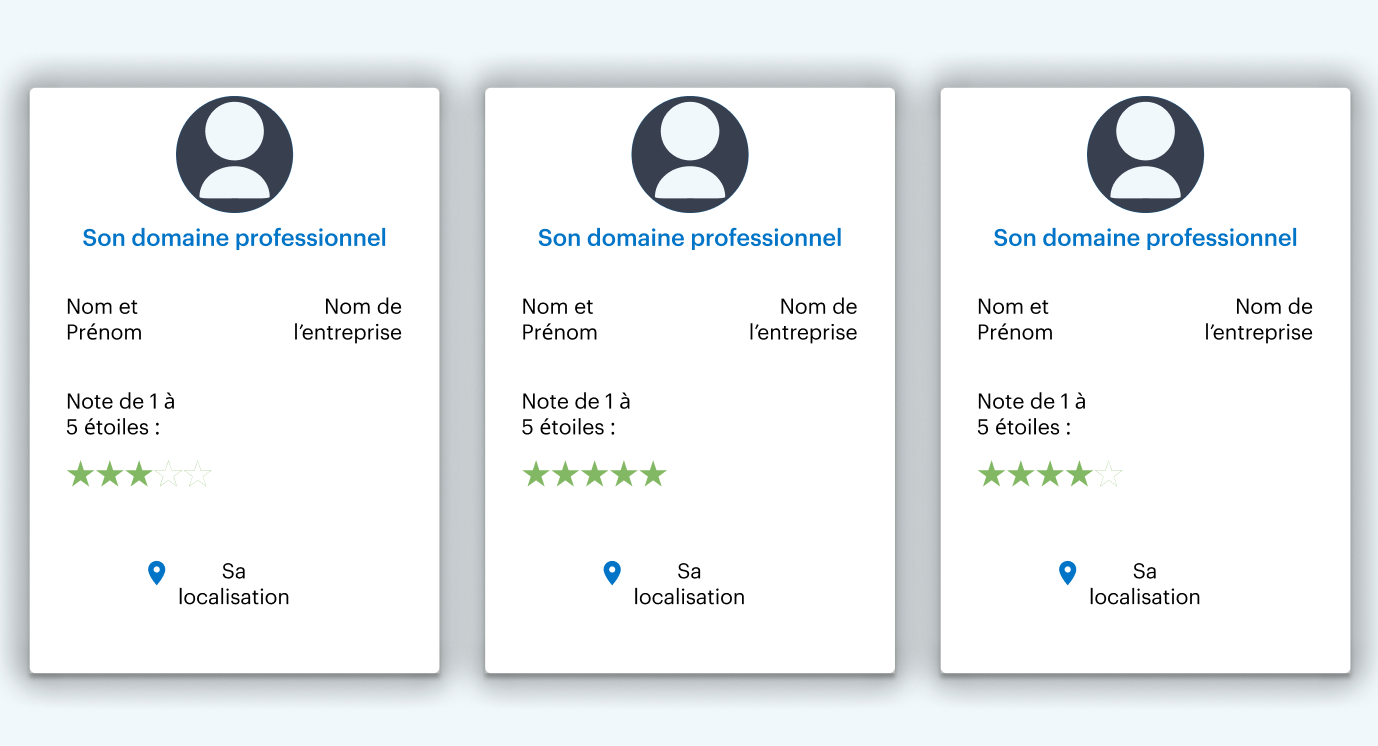 Son domaine professionnel
Nom et
Prénom
Nom de
l’entreprise
Note de 1 à
5 étoiles :
Sa
localisation
Son domaine professionnel
Nom et
Prénom
Nom de
l’entreprise
Note de 1 à
5 étoiles :
Sa
localisation
Son domaine professionnel
Nom et
Prénom
Nom de
l’entreprise
Note de 1 à
5 étoiles :
Sa
localisation